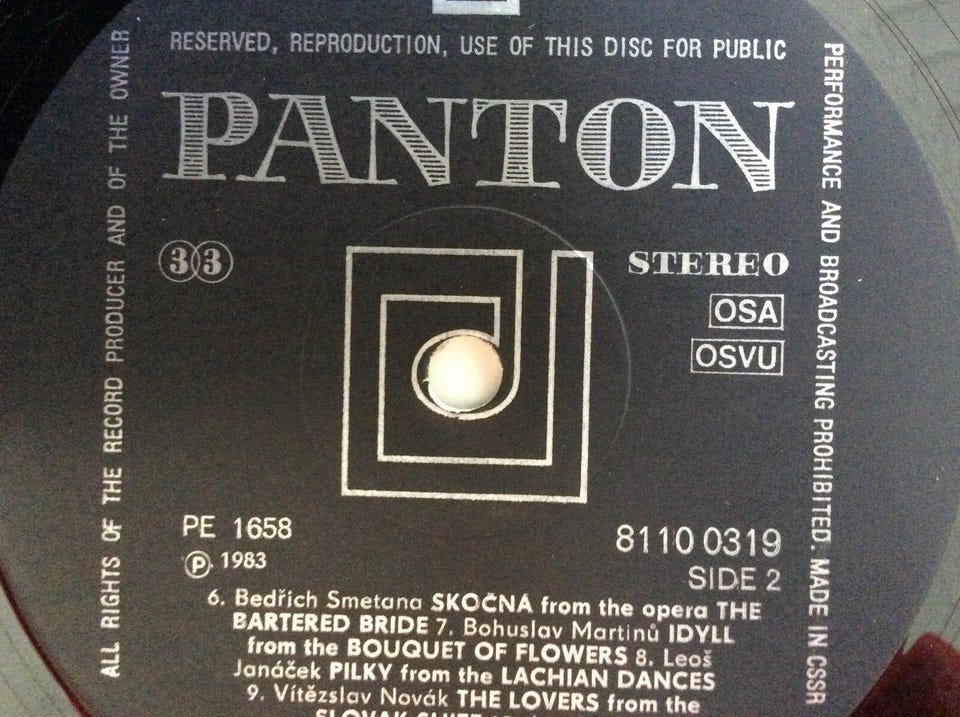 ALL RIGHTS OF THE RECORD PRODUCER AND OF THE OWNER
RESERVED, REPRODUCTION, USE OF THIS DISC FOR PUBLIC
PERFORMANCE AND BROADCASTING PROHIBITED. MADE IN CSSR
PANTON
33
STEREO
OSA
OSVU
PE 1658
8110 0319
℗ 1983
SIDE 2
6. Bedřich Smetana SKOČNÁ from the opera THE
BARTERED BRIDE 7. Bohuslav Martinů IDYLL
from the BOUQUET OF FLOWERS 8. Leoš
Janáček PILKY from the LACHIAN DANCES
9. Vítězslav Novák THE LOVERS from the
SLOVAK SUITE